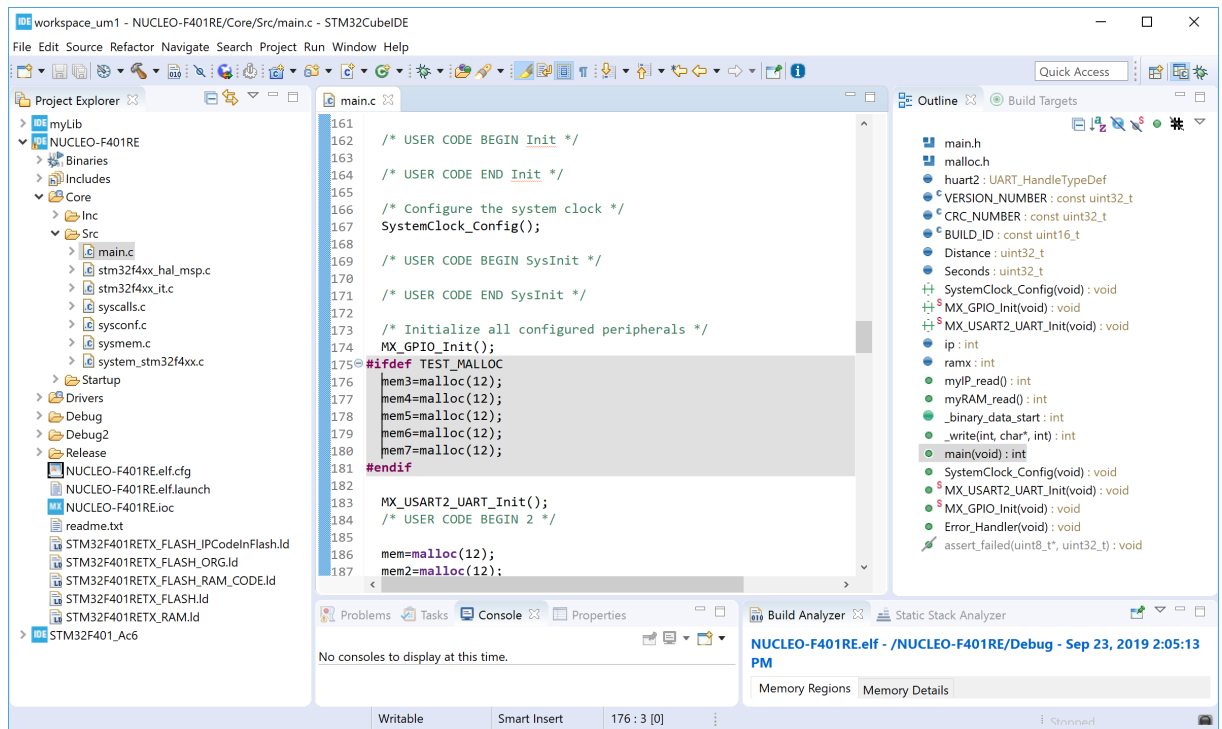 IDE workspace_um1 - NUCLEO-F401RE/Core/Src/main.c - STM32CubeIDE
File Edit Source Refactor Navigate Search Project Run Window Help
Quick Access
Project Explorer
IDE myLib
IDE NUCLEO-F401RE
Binaries
Includes
Core
Inc
Src
main.c
stm32f4xx_hal_msp.c
stm32f4xx_it.c
syscalls.c
sysconf.c
sysmem.c
system_stm32f4xx.c
Startup
Drivers
Debug
Debug2
Release
NUCLEO-F401RE.elf.cfg
NUCLEO-F401RE.elf.launch
MX NUCLEO-F401RE.ioc
readme.txt
STM32F401RETX_FLASH_IPCodeInFlash.ld
STM32F401RETX_FLASH_ORG.ld
STM32F401RETX_FLASH_RAM_CODE.ld
STM32F401RETX_FLASH.ld
STM32F401RETX_RAM.ld
IDE STM32F401_Ac6
main.c
161
162 /* USER CODE BEGIN Init */
163
164 /* USER CODE END Init */
165
166 /* Configure the system clock */
167 SystemClock_Config();
168
169 /* USER CODE BEGIN SysInit */
170
171 /* USER CODE END SysInit */
172
173 /* Initialize all configured peripherals */
174 MX_GPIO_Init();
175 #ifdef TEST_MALLOC
176 mem3=malloc(12);
177 mem4=malloc(12);
178 mem5=malloc(12);
179 mem6=malloc(12);
180 mem7=malloc(12);
181 #endif
182
183 MX_USART2_UART_Init();
184 /* USER CODE BEGIN 2 */
185
186 mem=malloc(12);
187 mem2=malloc(12);
Outline Build Targets
main.h
malloc.h
huart2 : UART_HandleTypeDef
VERSION_NUMBER : const uint32_t
CRC_NUMBER : const uint32_t
BUILD_ID : const uint16_t
Distance : uint32_t
Seconds : uint32_t
SystemClock_Config(void) : void
MX_GPIO_Init(void) : void
MX_USART2_UART_Init(void) : void
ip : int
ramx : int
myIP_read() : int
myRAM_read() : int
_binary_data_start : int
_write(int, char*, int) : int
main(void) : int
SystemClock_Config(void) : void
MX_USART2_UART_Init(void) : void
MX_GPIO_Init(void) : void
Error_Handler(void) : void
assert_failed(uint8_t*, uint32_t) : void
Problems Tasks Console Properties
No consoles to display at this time.
Build Analyzer Static Stack Analyzer
NUCLEO-F401RE.elf - /NUCLEO-F401RE/Debug - Sep 23, 2019 2:05:13
PM
Memory Regions Memory Details
Writable Smart Insert 176 : 3 [0] Stopped